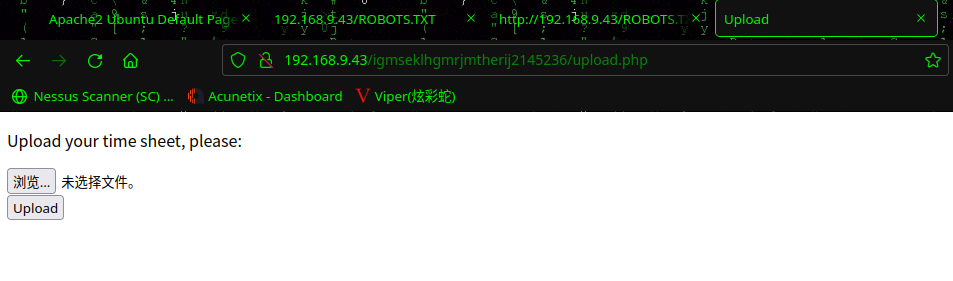 Apache2 Ubuntu Default Page
192.168.9.43/ROBOTS.TXT
http://192.168.9.43/ROBOTS.T
Upload
192.168.9.43/igmseklhgmrjmtherij2145236/upload.php
Nessus Scanner (SC) ...
Acunetix - Dashboard
Viper(炫彩蛇)
Upload your time sheet, please:
浏览... 未选择文件。
Upload